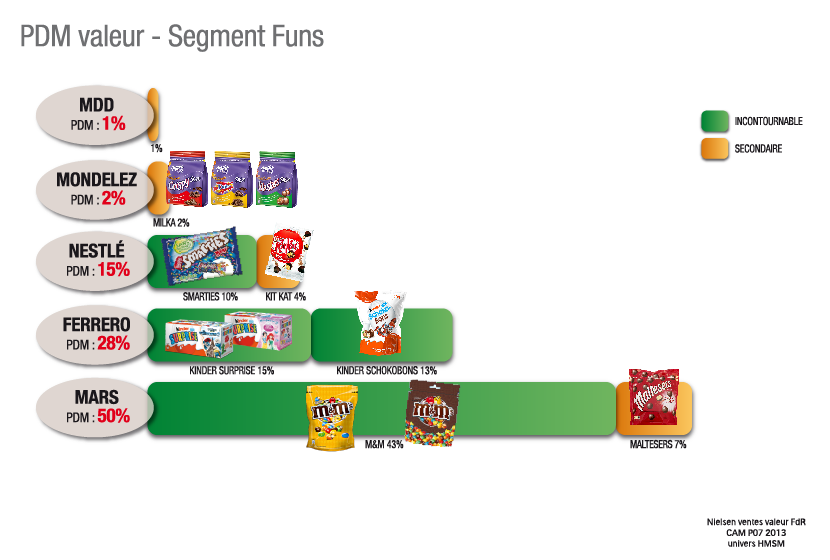 PDM valeur - Segment Funs
MDD
PDM : 1%
1%
INCONTOURNABLE
SECONDAIRE
MONDELEZ
PDM : 2%
MILKA 2%
NESTLÉ
PDM : 15%
SMARTIES
SMARTIES 10%
KIT KAT 4%
FERRERO
PDM : 28%
KINDER SURPRISE 15%
KINDER SCHOKOBONS 13%
MARS
PDM : 50%
m&m's
m&m's
Maltesers
M&M 43%
MALTESERS 7%
Nielsen ventes valeur FdR
CAM P07 2013
univers HMSM